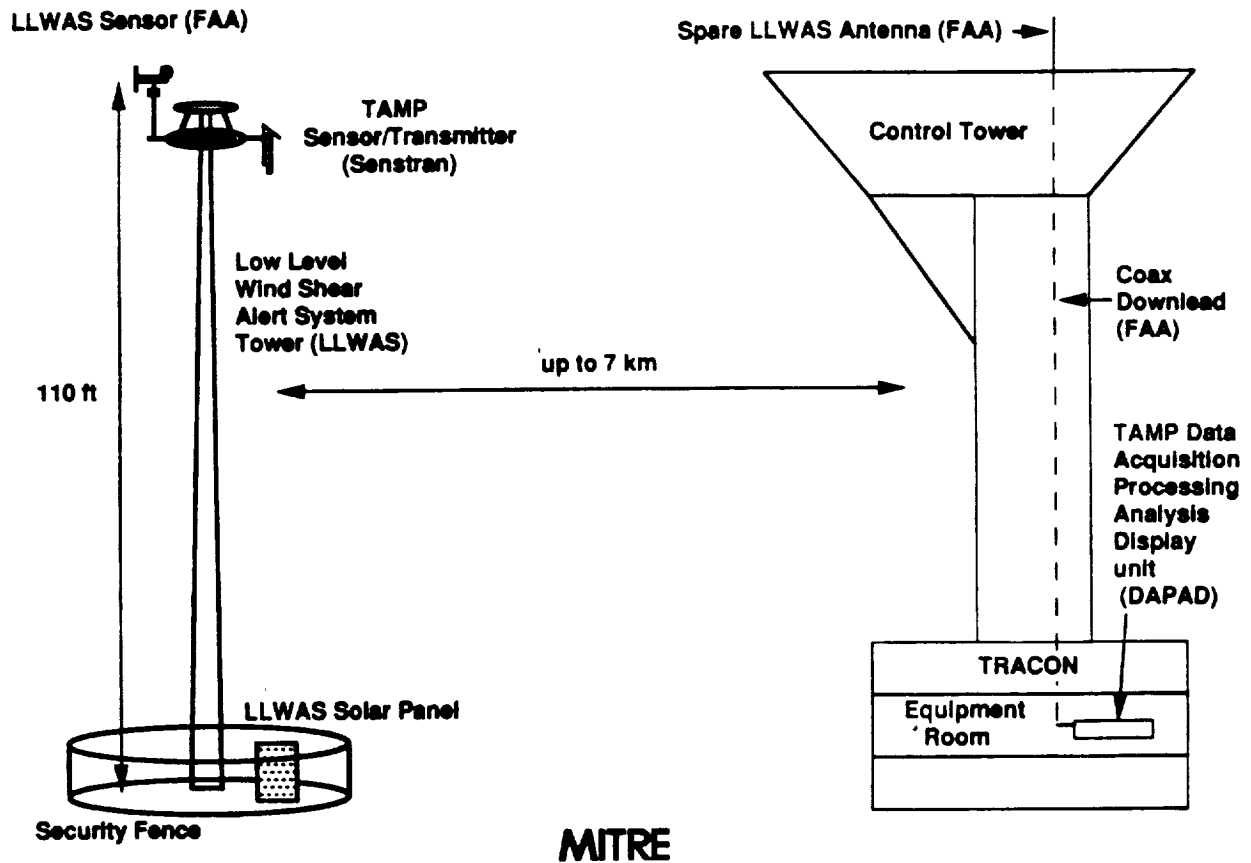 LLWAS Sensor (FAA)
TAMP
Sensor/Transmitter
(Senstran)
Low Level
Wind Shear
Alert System
Tower (LLWAS)
110 ft
LLWAS Solar Panel
Security Fence
up to 7 km
Spare LLWAS Antenna (FAA)
Control Tower
Coax
Downlead
(FAA)
TAMP Data
Acquisition
Processing
Analysis
Display
unit
(DAPAD)
TRACON
Equipment
Room
MITRE